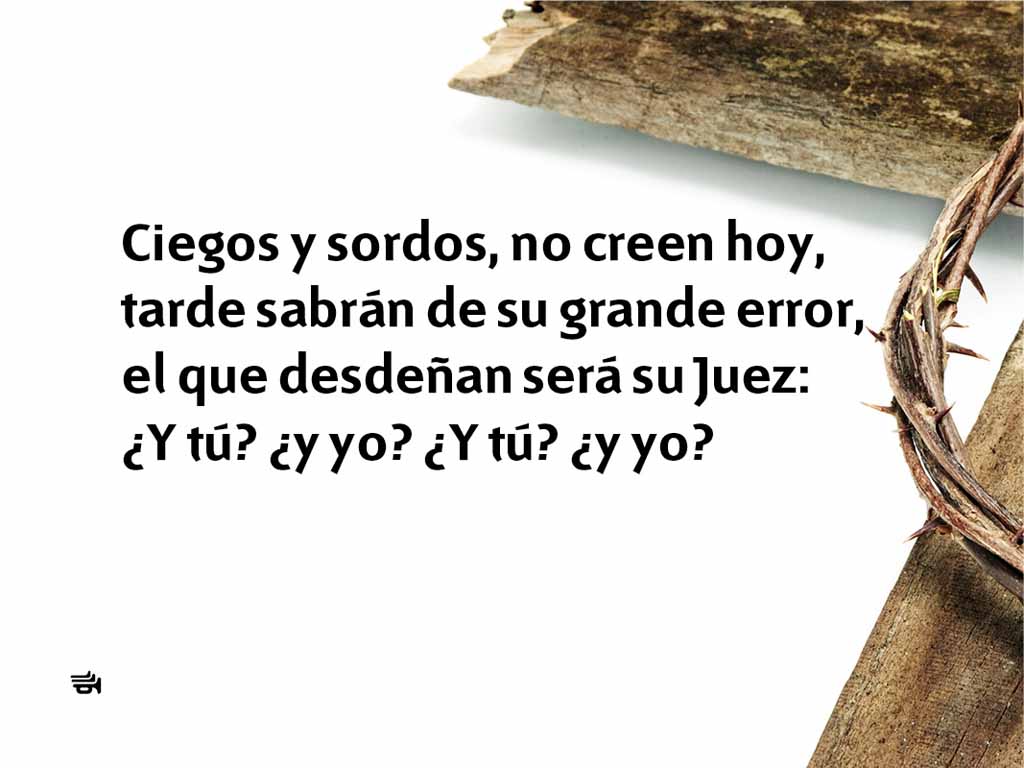 Ciegos y sordos, no creen hoy,
tarde sabrán de su grande error,
el que desdeñan será su Juez:
¿Y tú? ¿y yo? ¿Y tú? ¿y yo?